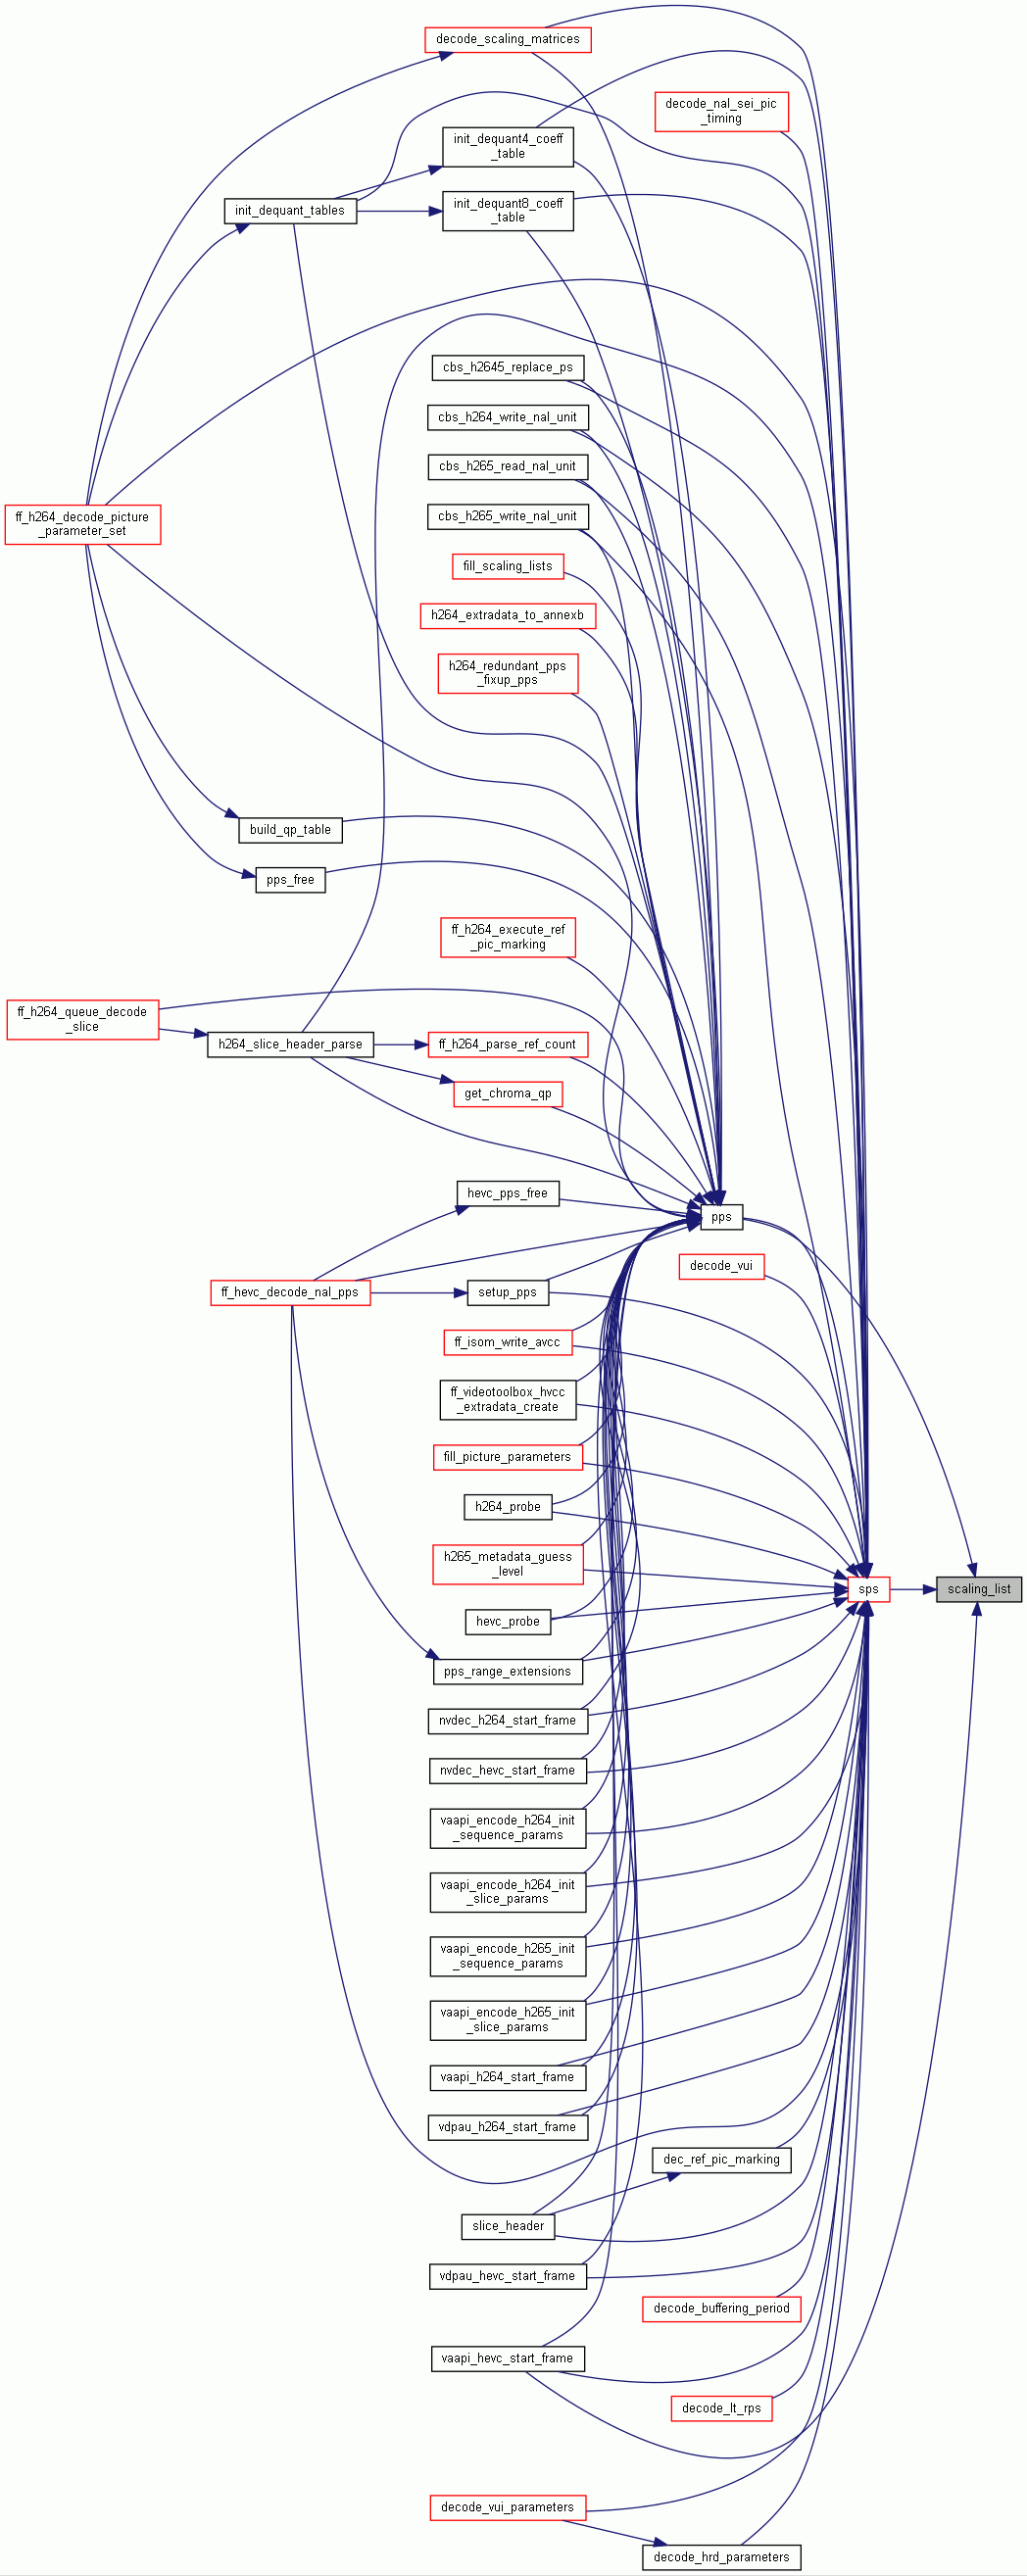 decode_scaling_matrices
decode_nal_sei_pic
_timing
init_dequant4_coeff
_table
init_dequant_tables
init_dequant8_coeff
_table
cbs_h2645_replace_ps
cbs_h264_write_nal_unit
cbs_h265_read_nal_unit
ff_h264_decode_picture
_parameter_set
cbs_h265_write_nal_unit
fill_scaling_lists
h264_extradata_to_annexb
h264_redundant_pps
_fixup_pps
build_qp_table
pps_free
ff_h264_execute_ref
_pic_marking
ff_h264_queue_decode
_slice
h264_slice_header_parse
ff_h264_parse_ref_count
get_chroma_qp
hevc_pps_free
pps
decode_vui
ff_hevc_decode_nal_pps
setup_pps
ff_isom_write_avcc
ff_videotoolbox_hvcc
_extradata_create
fill_picture_parameters
h264_probe
h265_metadata_guess
_level
sps
scaling_list
hevc_probe
pps_range_extensions
nvdec_h264_start_frame
nvdec_hevc_start_frame
vaapi_encode_h264_init
_sequence_params
vaapi_encode_h264_init
_slice_params
vaapi_encode_h265_init
_sequence_params
vaapi_encode_h265_init
_slice_params
vaapi_h264_start_frame
vdpau_h264_start_frame
dec_ref_pic_marking
slice_header
vdpau_hevc_start_frame
decode_buffering_period
vaapi_hevc_start_frame
decode_lt_rps
decode_vui_parameters
decode_hrd_parameters